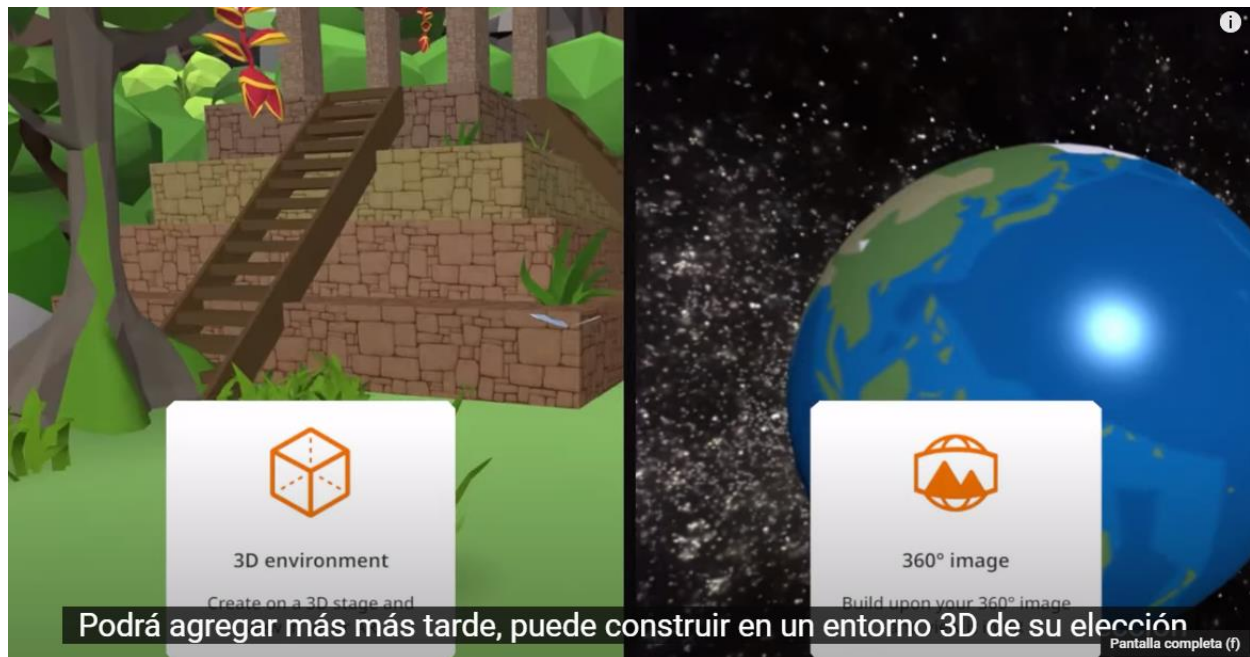 3D environment
Create on a 3D stage and
360° image
Build upon your 360° image
Podrá agregar más más tarde, puede construir en un entorno 3D de su elección
Pantalla completa (f)